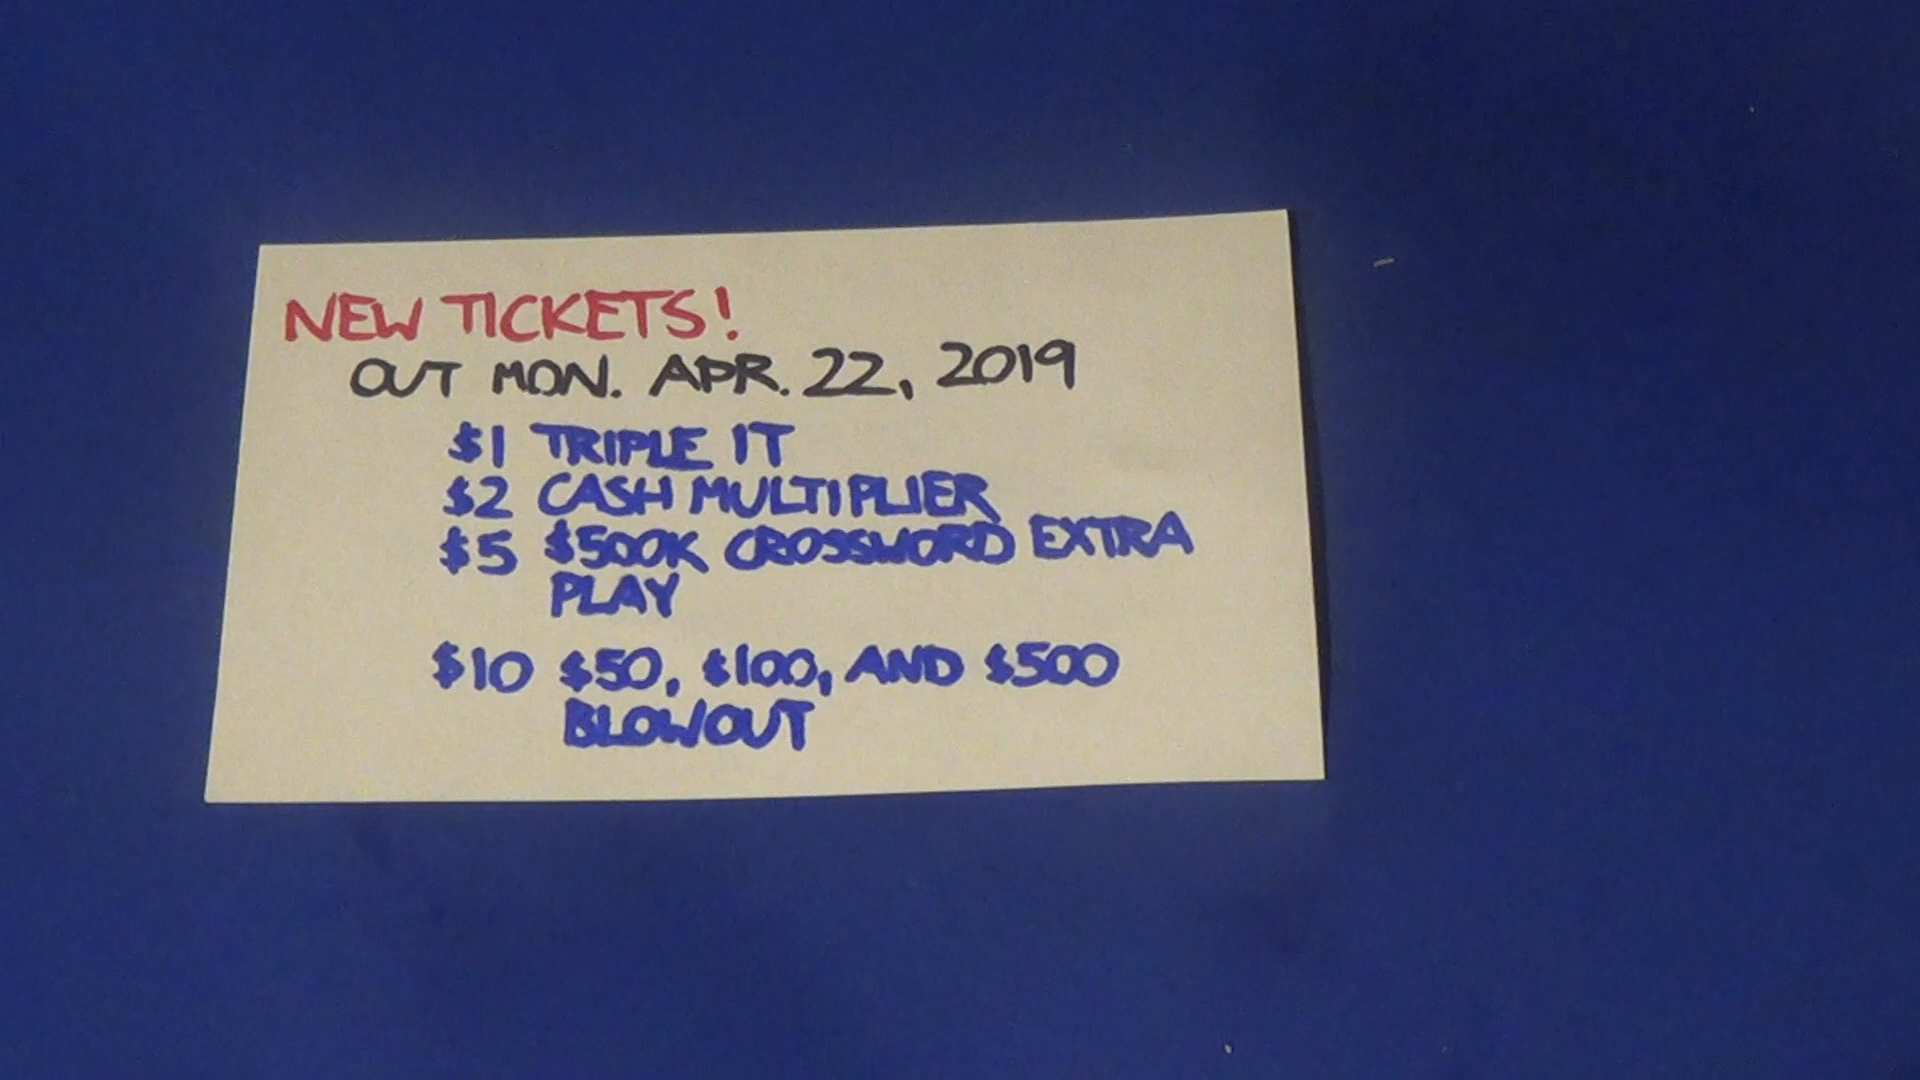 NEW TICKETS!
OUT MON. APR. 22, 2019
$1 TRIPLE IT
$2 CASH MULTIPLIER
$5 $500K CROSSWORD EXTRA
PLAY
$10 $50, $100, AND $500
BLOWOUT